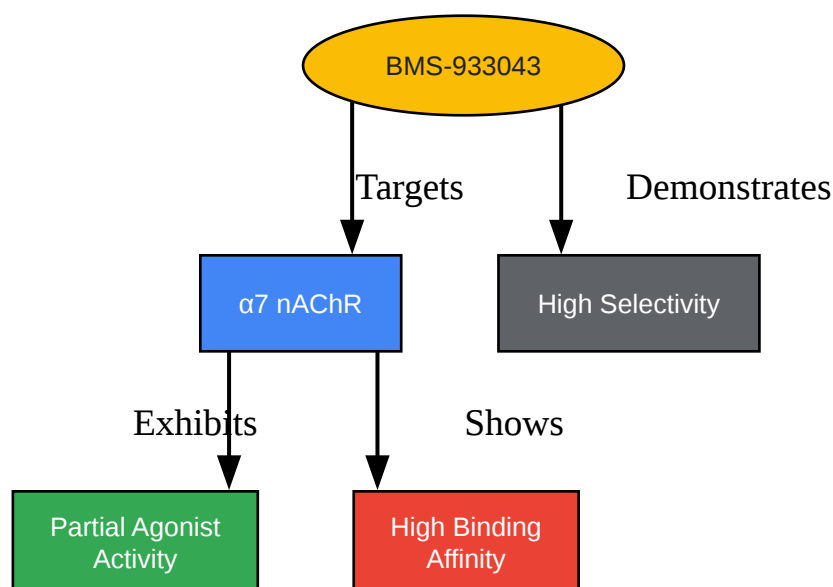 BMS-933043
Targets
Demonstrates
α7 nAChR
High Selectivity
Exhibits
Shows
Partial Agonist
Activity
High Binding
Affinity